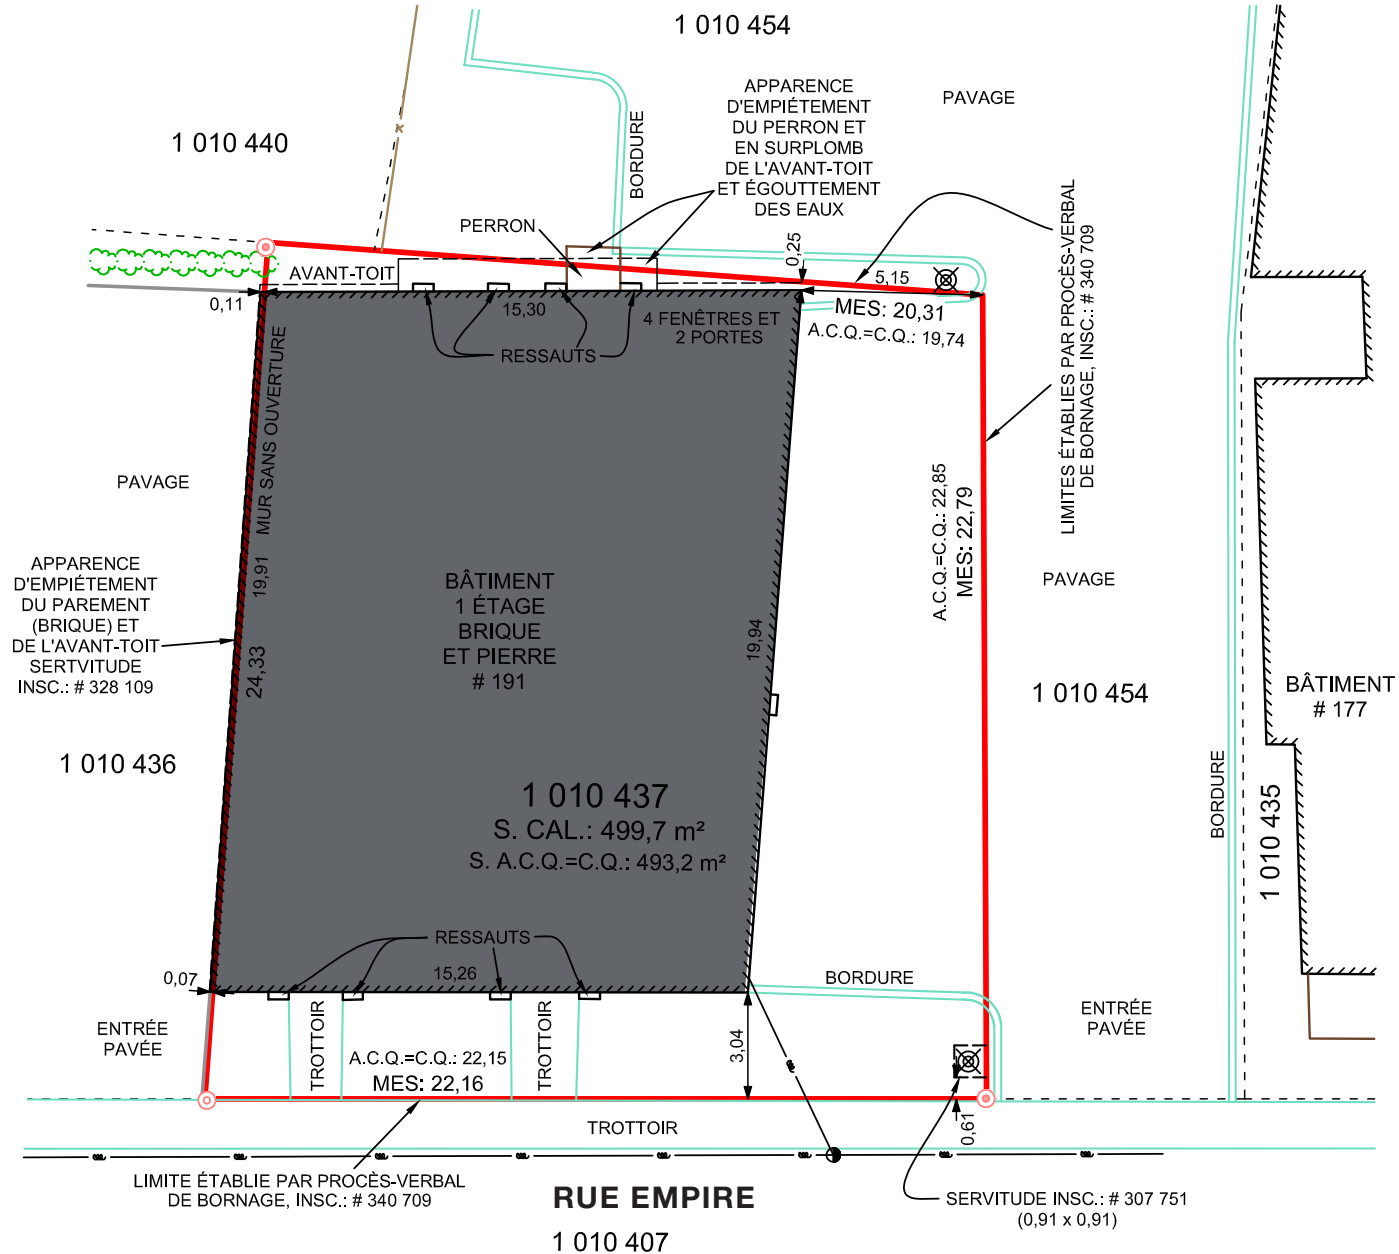 1 010 454
APPARENCE
D'EMPIÉTEMENT
DU PERRON ET
EN SURPLOMB
DE L'AVANT-TOIT
ET ÉGOUTTEMENT
DES EAUX
PAVAGE
1 010 440
BORDURE
LIMITES ÉTABLIES PAR PROCÈS-VERBAL
DE BORNAGE, INSC.: # 340 709
PERRON
AVANT-TOIT
0,25
5,15
0,11
15,30
MES: 20,31
A.C.Q.=C.Q.: 19,74
4 FENÊTRES ET
2 PORTES
RESSAUTS
MUR SANS OUVERTURE
PAVAGE
19,91
24,33
APPARENCE
D'EMPIÉTEMENT
DU PAREMENT
(BRIQUE) ET
DE L'AVANT-TOIT
SERTVITUDE
INSC.: # 328 109
BÂTIMENT
1 ÉTAGE
BRIQUE
ET PIERRE
# 191
19,94
A.C.Q.=C.Q.: 22,85
MES: 22,79
PAVAGE
1 010 454
BÂTIMENT
# 177
1 010 436
1 010 437
S. CAL.: 499,7 m²
S. A.C.Q.=C.Q.: 493,2 m²
BORDURE
1 010 435
RESSAUTS
15,26
0,07
BORDURE
ENTRÉE
PAVÉE
ENTRÉE
PAVÉE
TROTTOIR
A.C.Q.=C.Q.: 22,15
MES: 22,16
TROTTOIR
3,04
0,61
TROTTOIR
LIMITE ÉTABLIE PAR PROCÈS-VERBAL
DE BORNAGE, INSC.: # 340 709
RUE EMPIRE
1 010 407
SERVITUDE INSC.: # 307 751
(0,91 x 0,91)